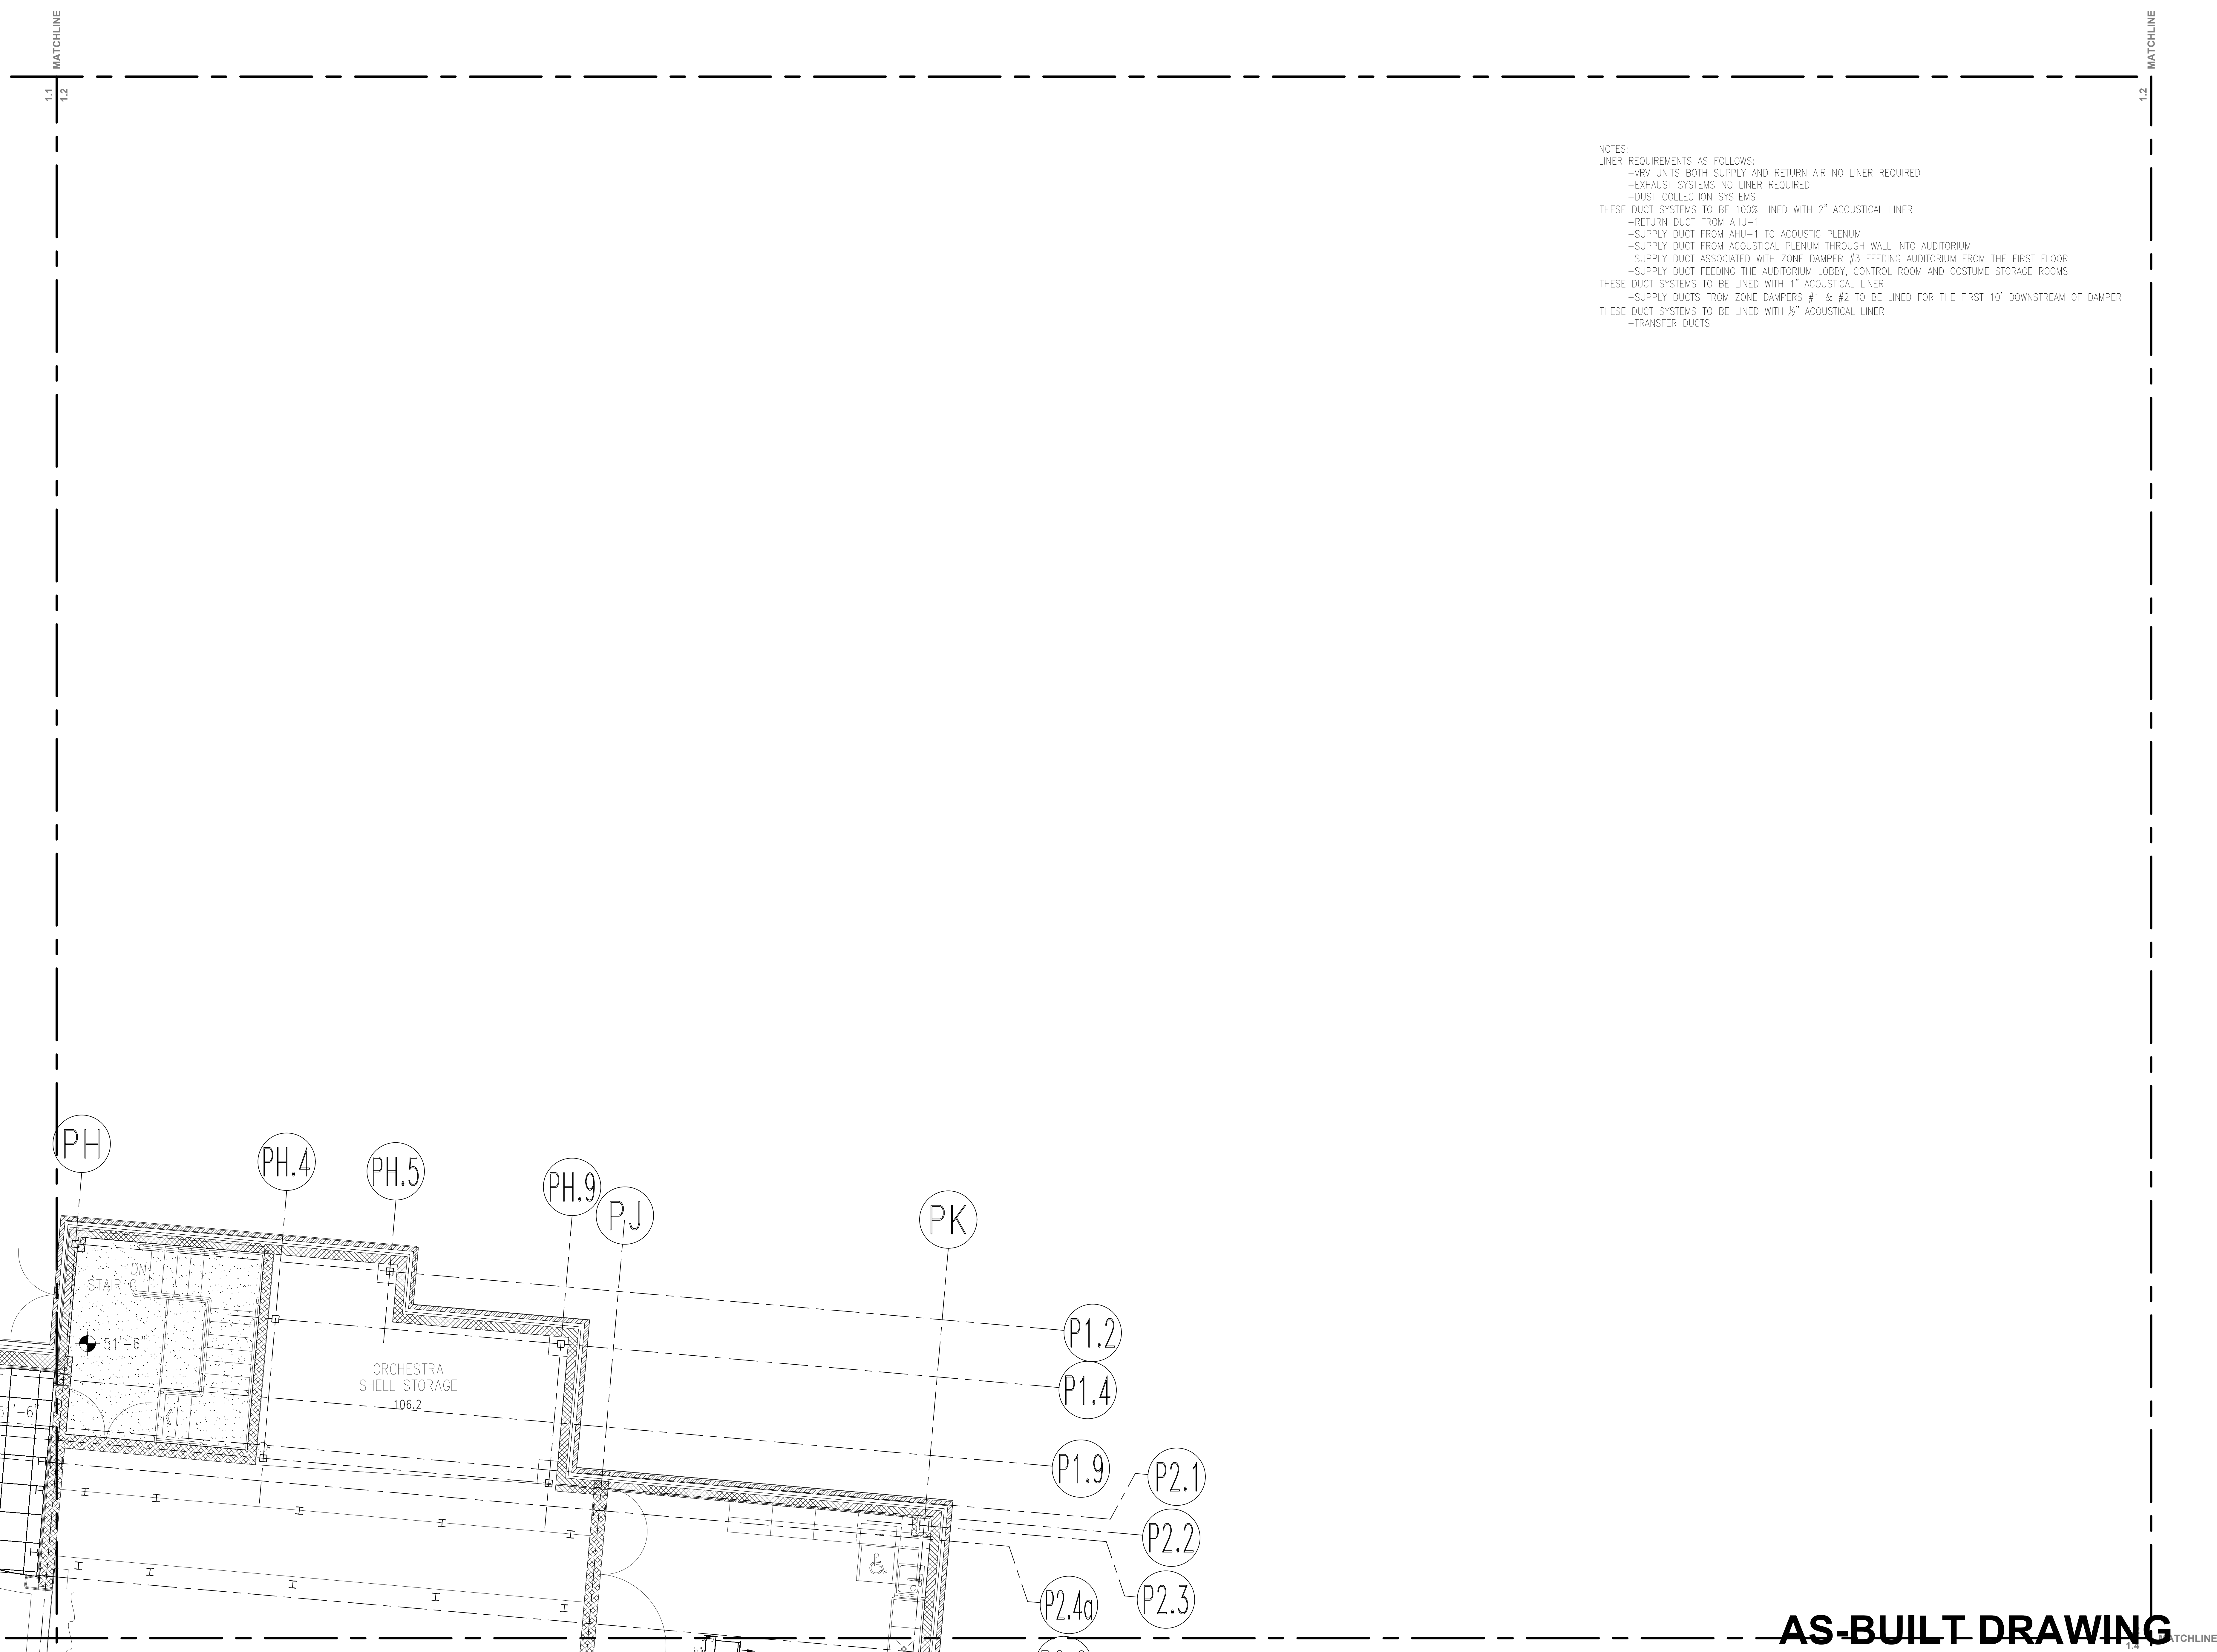 MATCHLINE
MATCHLINE
1.1
1.2
1.2
NOTES:
LINER REQUIREMENTS AS FOLLOWS:
-VRV UNITS BOTH SUPPLY AND RETURN AIR NO LINER REQUIRED
-EXHAUST SYSTEMS NO LINER REQUIRED
-DUST COLLECTION SYSTEMS
THESE DUCT SYSTEMS TO BE 100% LINED WITH 2" ACOUSTICAL LINER
-RETURN DUCT FROM AHU-1
-SUPPLY DUCT FROM AHU-1 TO ACOUSTIC PLENUM
-SUPPLY DUCT FROM ACOUSTICAL PLENUM THROUGH WALL INTO AUDITORIUM
-SUPPLY DUCT ASSOCIATED WITH ZONE DAMPER #3 FEEDING AUDITORIUM FROM THE FIRST FLOOR
-SUPPLY DUCT FEEDING THE AUDITORIUM LOBBY, CONTROL ROOM AND COSTUME STORAGE ROOMS
THESE DUCT SYSTEMS TO BE LINED WITH 1" ACOUSTICAL LINER
-SUPPLY DUCTS FROM ZONE DAMPERS #1 & #2 TO BE LINED FOR THE FIRST 10' DOWNSTREAM OF DAMPER
THESE DUCT SYSTEMS TO BE LINED WITH ½" ACOUSTICAL LINER
-TRANSFER DUCTS
PH
PH.4
PH.5
PH.9
PJ
PK
DN
STAIR C
51'-6"
P1.2
P1.4
ORCHESTRA
SHELL STORAGE
106.2
P1.9
P2.1
P2.2
P2.3
P2.4a
AS-BUILT DRAWING
MATCHLINE
1.4